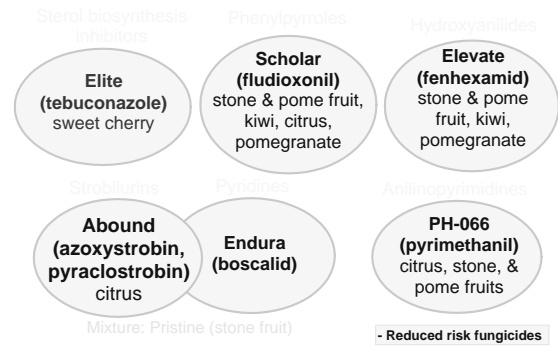 Sterol biosynthesis
inhibitors
Phenylpyrroles
Hydroxyanilides
Elite
(tebuconazole)
sweet cherry
Scholar
(fludioxonil)
stone & pome fruit,
kiwi, citrus,
pomegranate
Elevate
(fenhexamid)
stone & pome
fruit, kiwi,
pomegranate
Strobilurins
Pyridines
Anilinopyrimidines
Abound
(azoxystrobin,
pyraclostrobin)
citrus
Endura
(boscalid)
PH-066
(pyrimethanil)
citrus, stone, &
pome fruits
Mixture: Pristine (stone fruit)
- Reduced risk fungicides